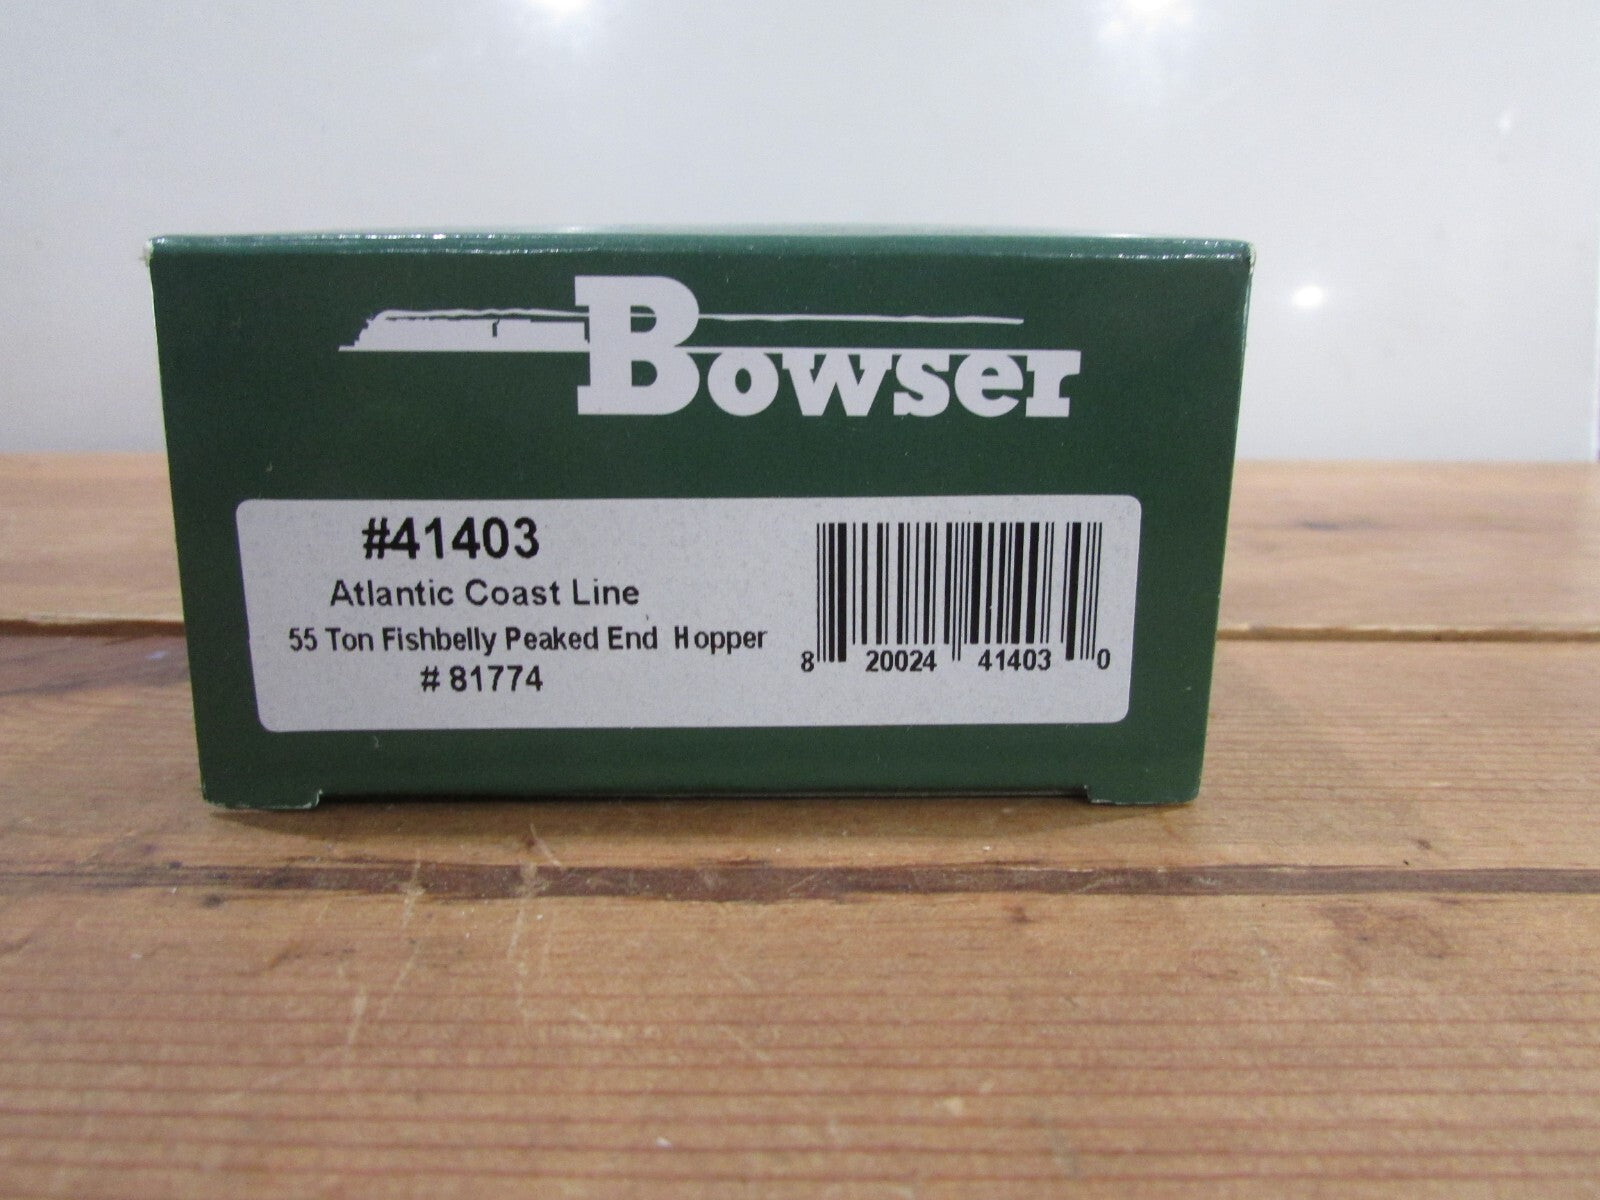 Bowser
#41403
Atlantic Coast Line
55 Ton Fishbelly Peaked End Hopper
# 81774
8 20024 41403 0